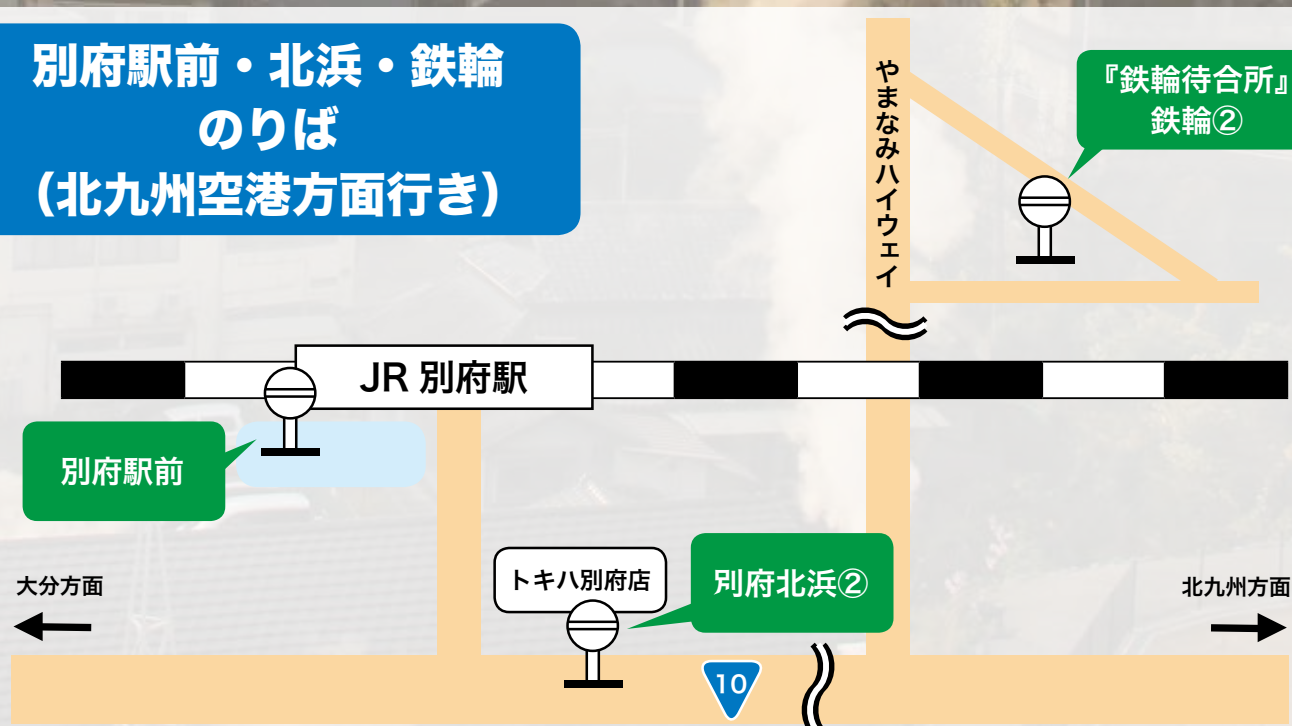 別府駅前・北浜・鉄輪
のりば
（北九州空港方面行き）
やまなみハイウェイ
『鉄輪待合所』
鉄輪②
JR 別府駅
別府駅前
トキハ別府店
別府北浜②
大分方面
北九州方面
10